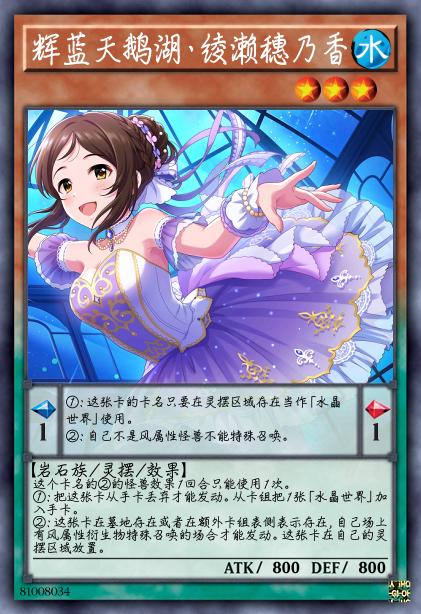 辉蓝天鹅湖·绫濑穗乃香
水
①:这张卡的卡名只要在灵摆区域存在当作「水晶
世界」使用。
②:自己不是风属性怪兽不能特殊召唤。
1
1
【岩石族/灵摆/效果】
这个卡名的②的怪兽效果1回合只能使用1次。
①:把这张卡从手卡丢弃才能发动。从卡组把1张「水晶世界」加
入手卡。
②:这张卡在墓地存在或者在额外卡组表侧表示存在,自己场上
有风属性衍生物特殊召唤的场合才能发动。这张卡在自己的灵
摆区域放置。
ATK/ 800 DEF/ 800
81008034